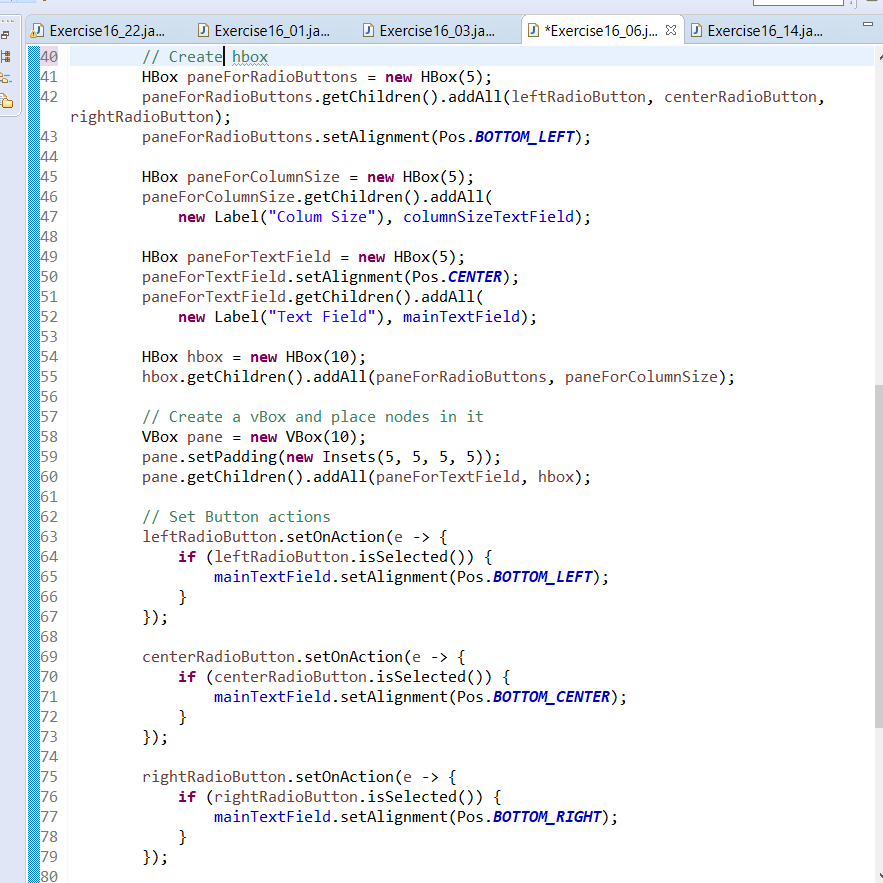 Exercise16_22.ja...
Exercise16_01.ja...
Exercise16_03.ja...
*Exercise16_06.j...
Exercise16_14.ja...
40 // Create hbox
41 HBox paneForRadioButtons = new HBox(5);
42 paneForRadioButtons.getChildren().addAll(leftRadioButton, centerRadioButton,
rightRadioButton);
43 paneForRadioButtons.setAlignment(Pos.BOTTOM_LEFT);
44
45 HBox paneForColumnSize = new HBox(5);
46 paneForColumnSize.getChildren().addAll(
47 new Label("Colum Size"), columnSizeTextField);
48
49 HBox paneForTextField = new HBox(5);
50 paneForTextField.setAlignment(Pos.CENTER);
51 paneForTextField.getChildren().addAll(
52 new Label("Text Field"), mainTextField);
53
54 HBox hbox = new HBox(10);
55 hbox.getChildren().addAll(paneForRadioButtons, paneForColumnSize);
56
57 // Create a vBox and place nodes in it
58 VBox pane = new VBox(10);
59 pane.setPadding(new Insets(5, 5, 5, 5));
60 pane.getChildren().addAll(paneForTextField, hbox);
61
62 // Set Button actions
63 leftRadioButton.setOnAction(e -> {
64 if (leftRadioButton.isSelected()) {
65 mainTextField.setAlignment(Pos.BOTTOM_LEFT);
66 }
67 });
68
69 centerRadioButton.setOnAction(e -> {
70 if (centerRadioButton.isSelected()) {
71 mainTextField.setAlignment(Pos.BOTTOM_CENTER);
72 }
73 });
74
75 rightRadioButton.setOnAction(e -> {
76 if (rightRadioButton.isSelected()) {
77 mainTextField.setAlignment(Pos.BOTTOM_RIGHT);
78 }
79 });
80